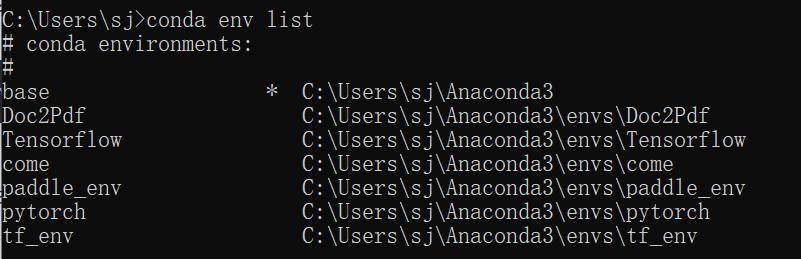 C:\Users\sj>conda env list
# conda environments:
#
base                  *  C:\Users\sj\Anaconda3
Doc2Pdf                  C:\Users\sj\Anaconda3\envs\Doc2Pdf
Tensorflow               C:\Users\sj\Anaconda3\envs\Tensorflow
come                     C:\Users\sj\Anaconda3\envs\come
paddle_env               C:\Users\sj\Anaconda3\envs\paddle_env
pytorch                  C:\Users\sj\Anaconda3\envs\pytorch
tf_env                   C:\Users\sj\Anaconda3\envs\tf_env